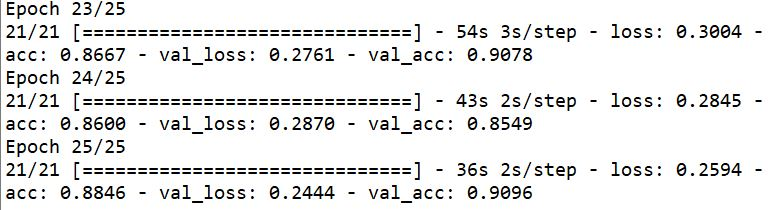 Epoch 23/25
21/21 [==============================] - 54s 3s/step - loss: 0.3004 -
acc: 0.8667 - val_loss: 0.2761 - val_acc: 0.9078
Epoch 24/25
21/21 [==============================] - 43s 2s/step - loss: 0.2845 -
acc: 0.8600 - val_loss: 0.2870 - val_acc: 0.8549
Epoch 25/25
21/21 [==============================] - 36s 2s/step - loss: 0.2594 -
acc: 0.8846 - val_loss: 0.2444 - val_acc: 0.9096